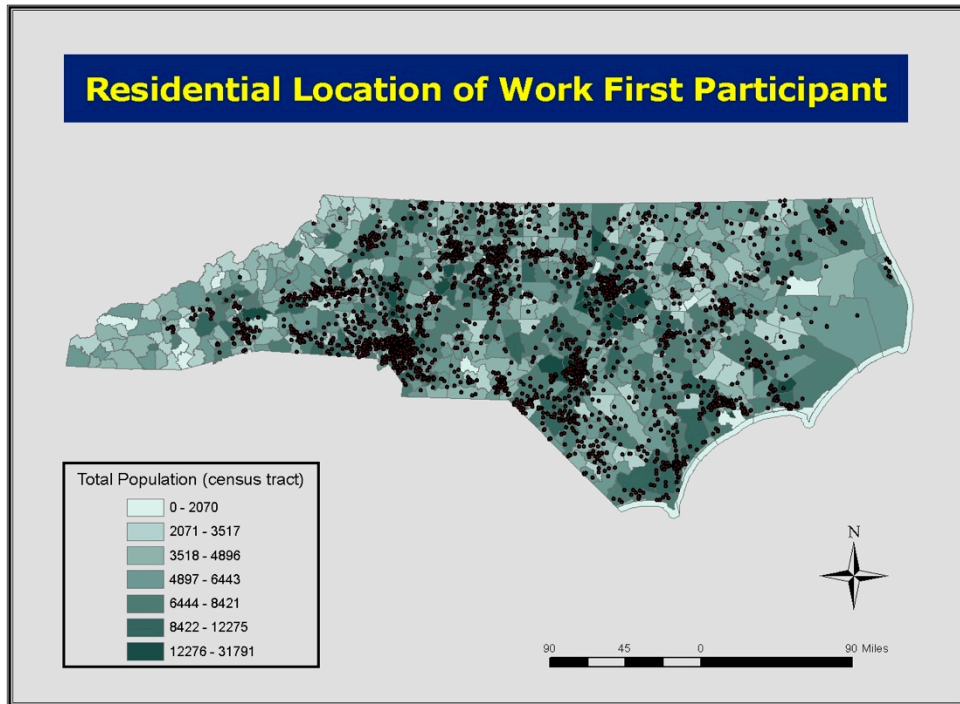 Residential Location of Work First Participant
Total Population (census tract)
0 - 2070
2071 - 3517
3518 - 4896
4897 - 6443
6444 - 8421
8422 - 12275
12276 - 31791
N
90 45 0 90 Miles